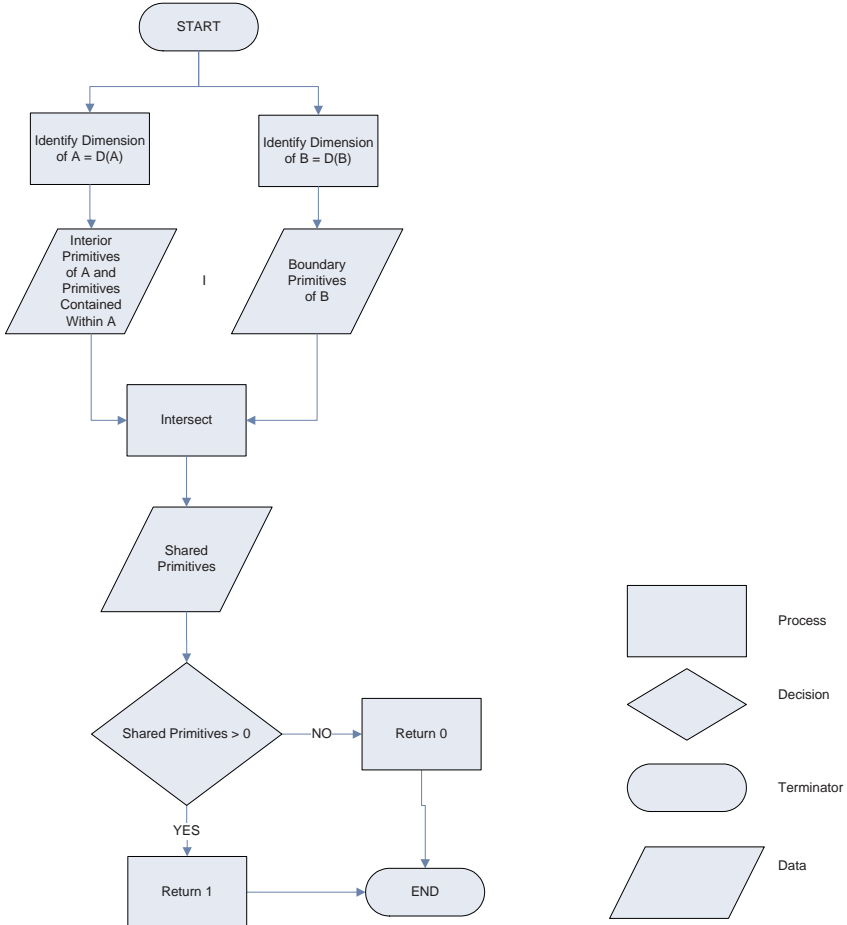 START
Identify Dimension
of A = D(A)
Identify Dimension
of B = D(B)
Interior
Primitives
of A and
Primitives
Contained
Within A
I
Boundary
Primitives
of B
Intersect
Shared
Primitives
Shared Primitives > 0
NO
Return 0
YES
Return 1
END
Process
Decision
Terminator
Data